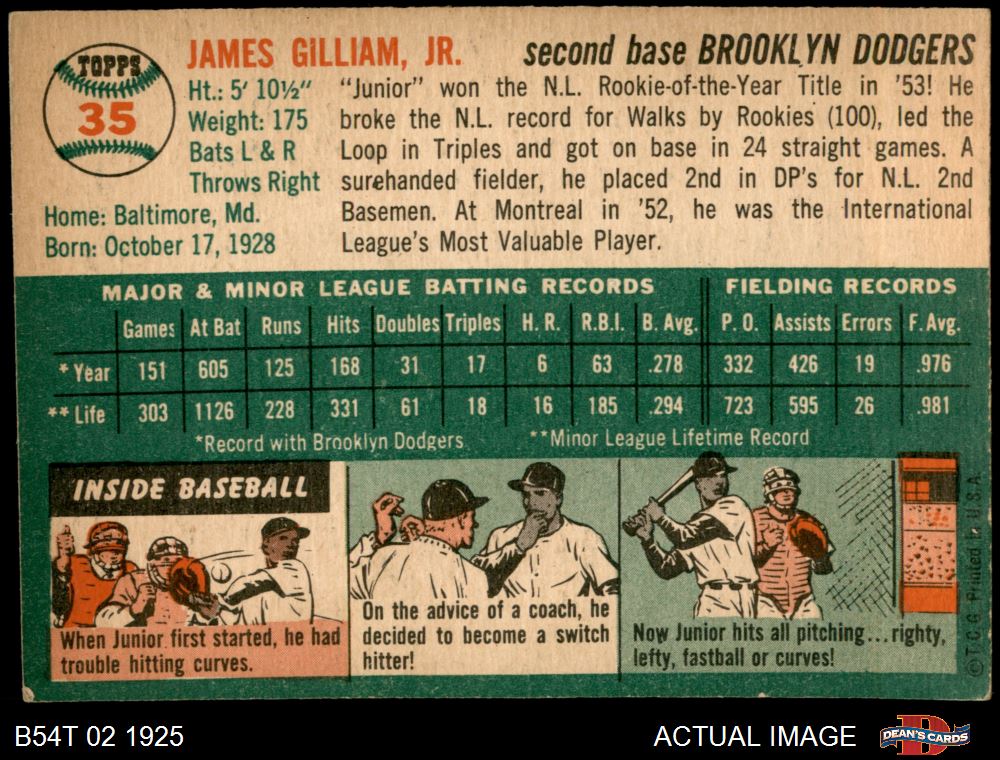 TOPPS
35
JAMES GILLIAM, JR.
second base BROOKLYN DODGERS
Ht.: 5' 10½"
Weight: 175
Bats L & R
Throws Right
Home: Baltimore, Md.
Born: October 17, 1928
"Junior" won the N.L. Rookie-of-the-Year Title in '53! He
broke the N.L. record for Walks by Rookies (100), led the
Loop in Triples and got on base in 24 straight games. A
surehanded fielder, he placed 2nd in DP's for N.L. 2nd
Basemen. At Montreal in '52, he was the International
League's Most Valuable Player.
MAJOR & MINOR LEAGUE BATTING RECORDS FIELDING RECORDS
Games At Bat Runs Hits Doubles Triples H. R. R.B.I. B. Avg. P. O. Assists Errors F. Avg.
*Year 151 605 125 168 31 17 6 63 .278 332 426 19 .976
**Life 303 1126 228 331 61 18 16 185 .294 723 595 26 .981
*Record with Brooklyn Dodgers **Minor League Lifetime Record
INSIDE BASEBALL
When Junior first started, he had
trouble hitting curves.
On the advice of a coach, he
decided to become a switch
hitter!
Now Junior hits all pitching...righty,
lefty, fastball or curves!
©T.C.G. Printed in U.S.A.
B54T 02 1925
ACTUAL IMAGE
D
DEAN'S CARDS